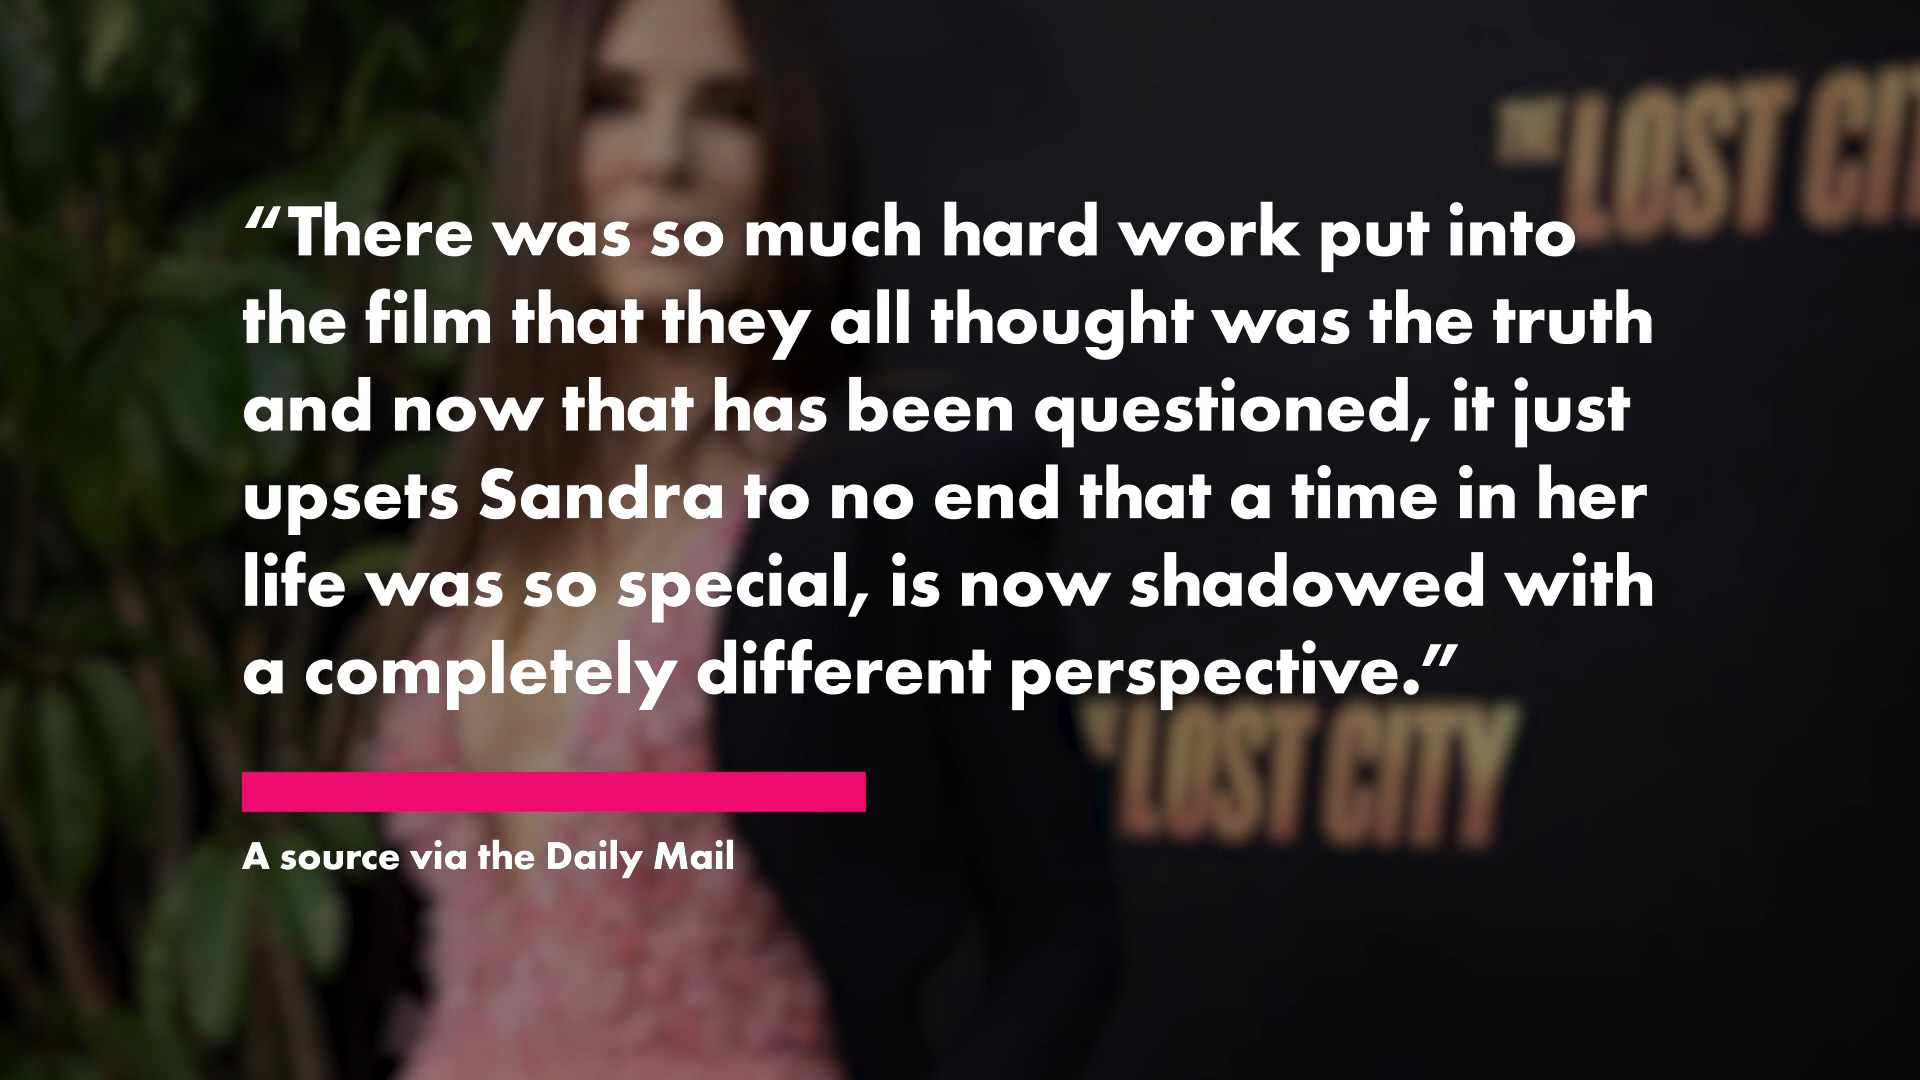 THE LOST CIT
“There was so much hard work put into
the film that they all thought was the truth
and now that has been questioned, it just
upsets Sandra to no end that a time in her
life was so special, is now shadowed with
a completely different perspective.”
LOST CITY
A source via the Daily Mail